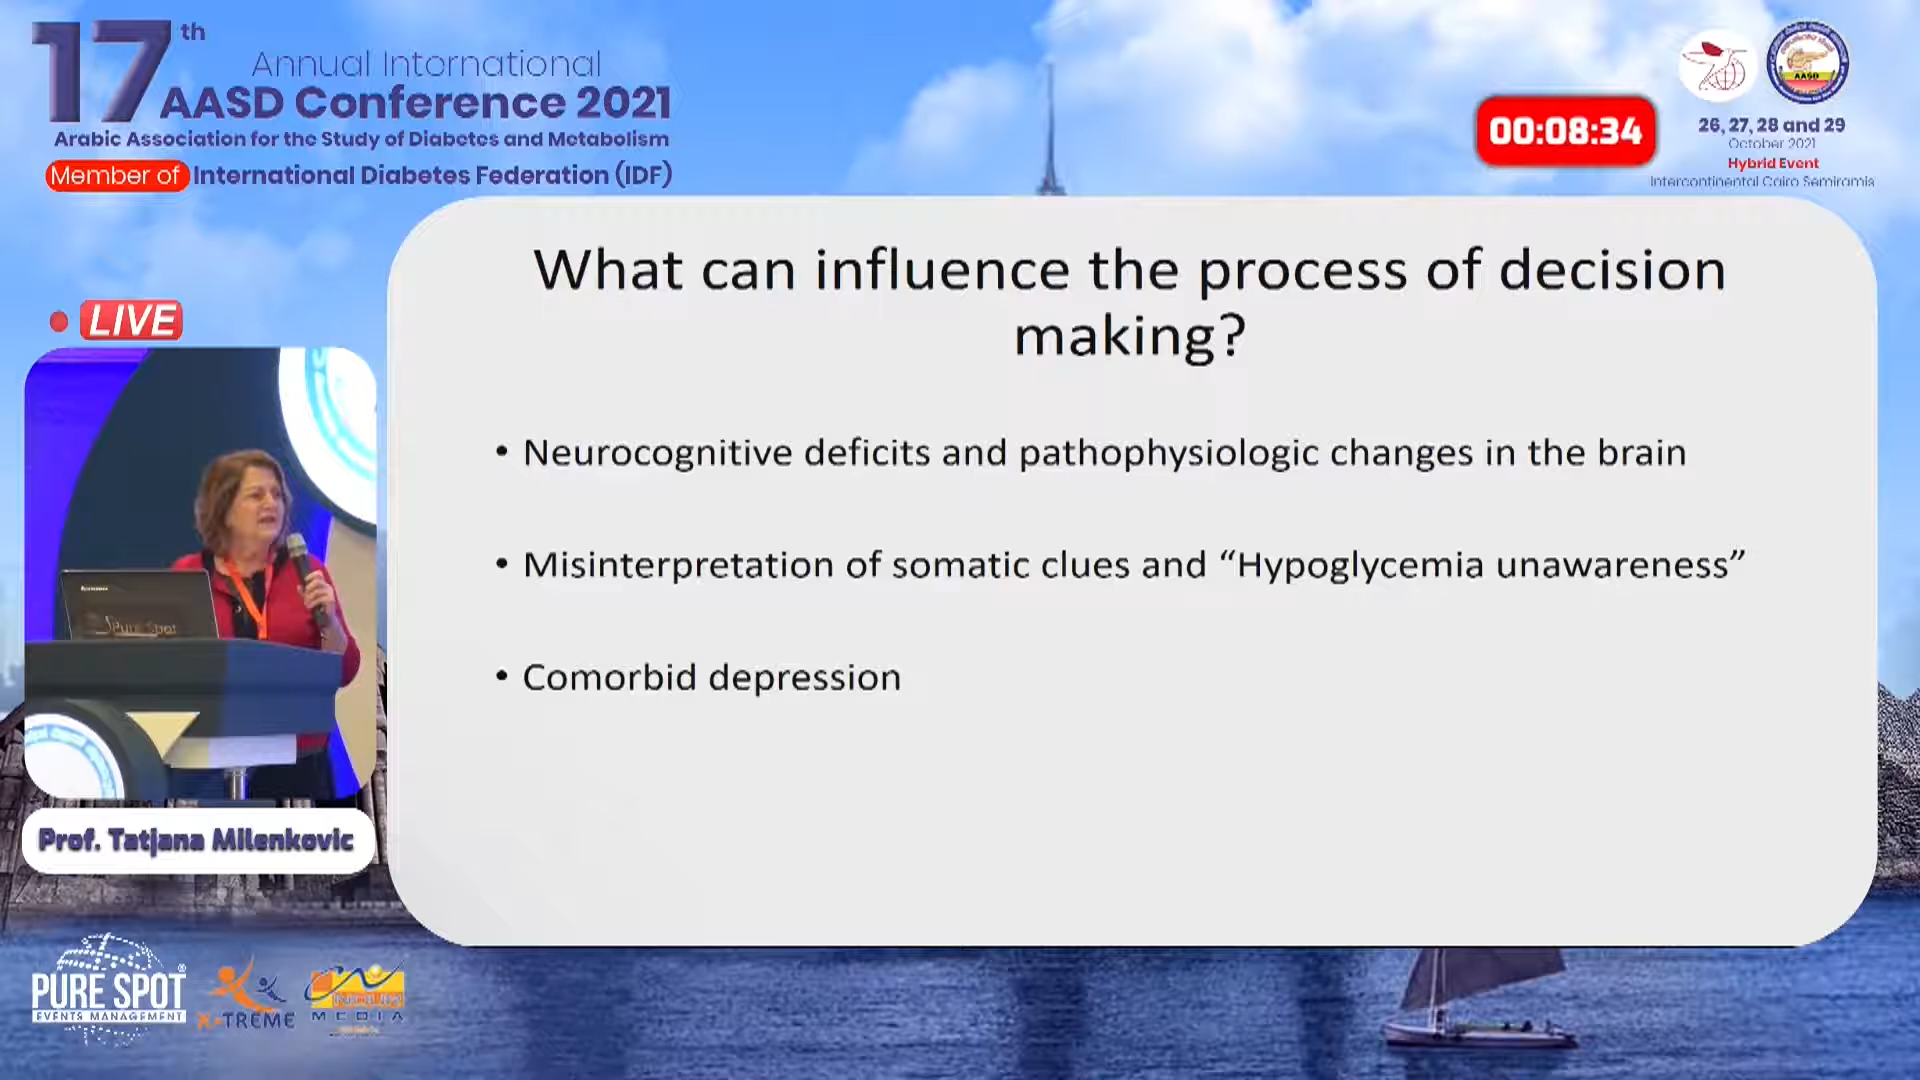 17th
Annual International
AASD Conference 2021
Arabic Association for the Study of Diabetes and Metabolism
Member of International Diabetes Federation (IDF)
00:08:34
AASD
26, 27, 28 and 29
October 2021
Hybrid Event
Intercontinental Cairo Semiramis
LIVE
What can influence the process of decision
making?
• Neurocognitive deficits and pathophysiologic changes in the brain
• Misinterpretation of somatic clues and “Hypoglycemia unawareness”
• Comorbid depression
Pure Spot
Prof. Tatjana Milenkovic
PURE SPOT®
EVENTS MANAGEMENT
X-TREME
MEDIA